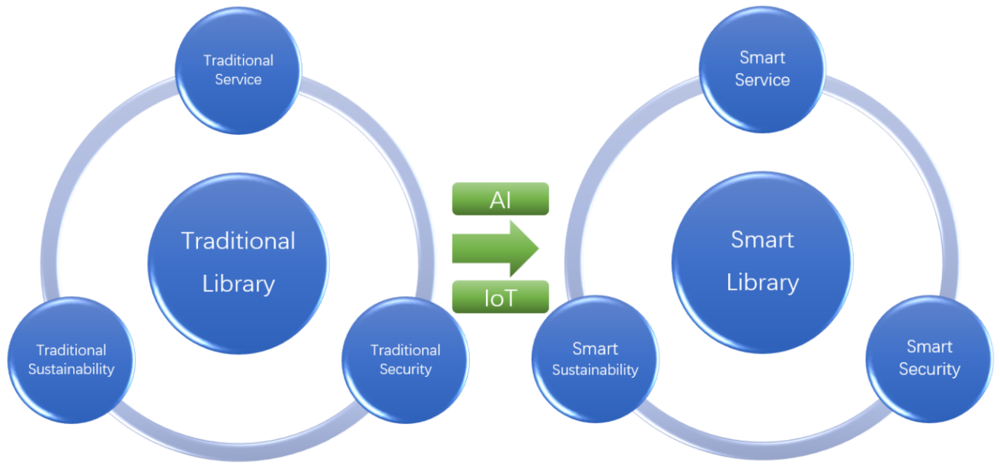 Traditional
Service
Traditional
Library
Traditional
Sustainability
Traditional
Security
AI
IoT
Smart
Service
Smart
Library
Smart
Sustainability
Smart
Security